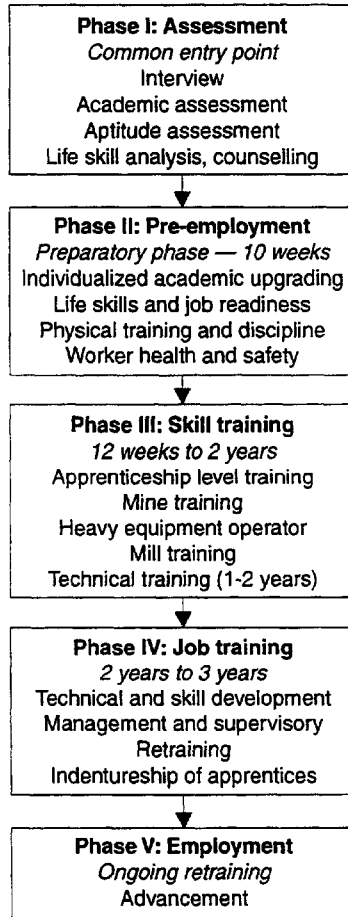 Phase I: Assessment
Common entry point
Interview
Academic assessment
Aptitude assessment
Life skill analysis, counselling
Phase II: Pre-employment
Preparatory phase — 10 weeks
Individualized academic upgrading
Life skills and job readiness
Physical training and discipline
Worker health and safety
Phase III: Skill training
12 weeks to 2 years
Apprenticeship level training
Mine training
Heavy equipment operator
Mill training
Technical training (1-2 years)
Phase IV: Job training
2 years to 3 years
Technical and skill development
Management and supervisory
Retraining
Indentureship of apprentices
Phase V: Employment
Ongoing retraining
Advancement